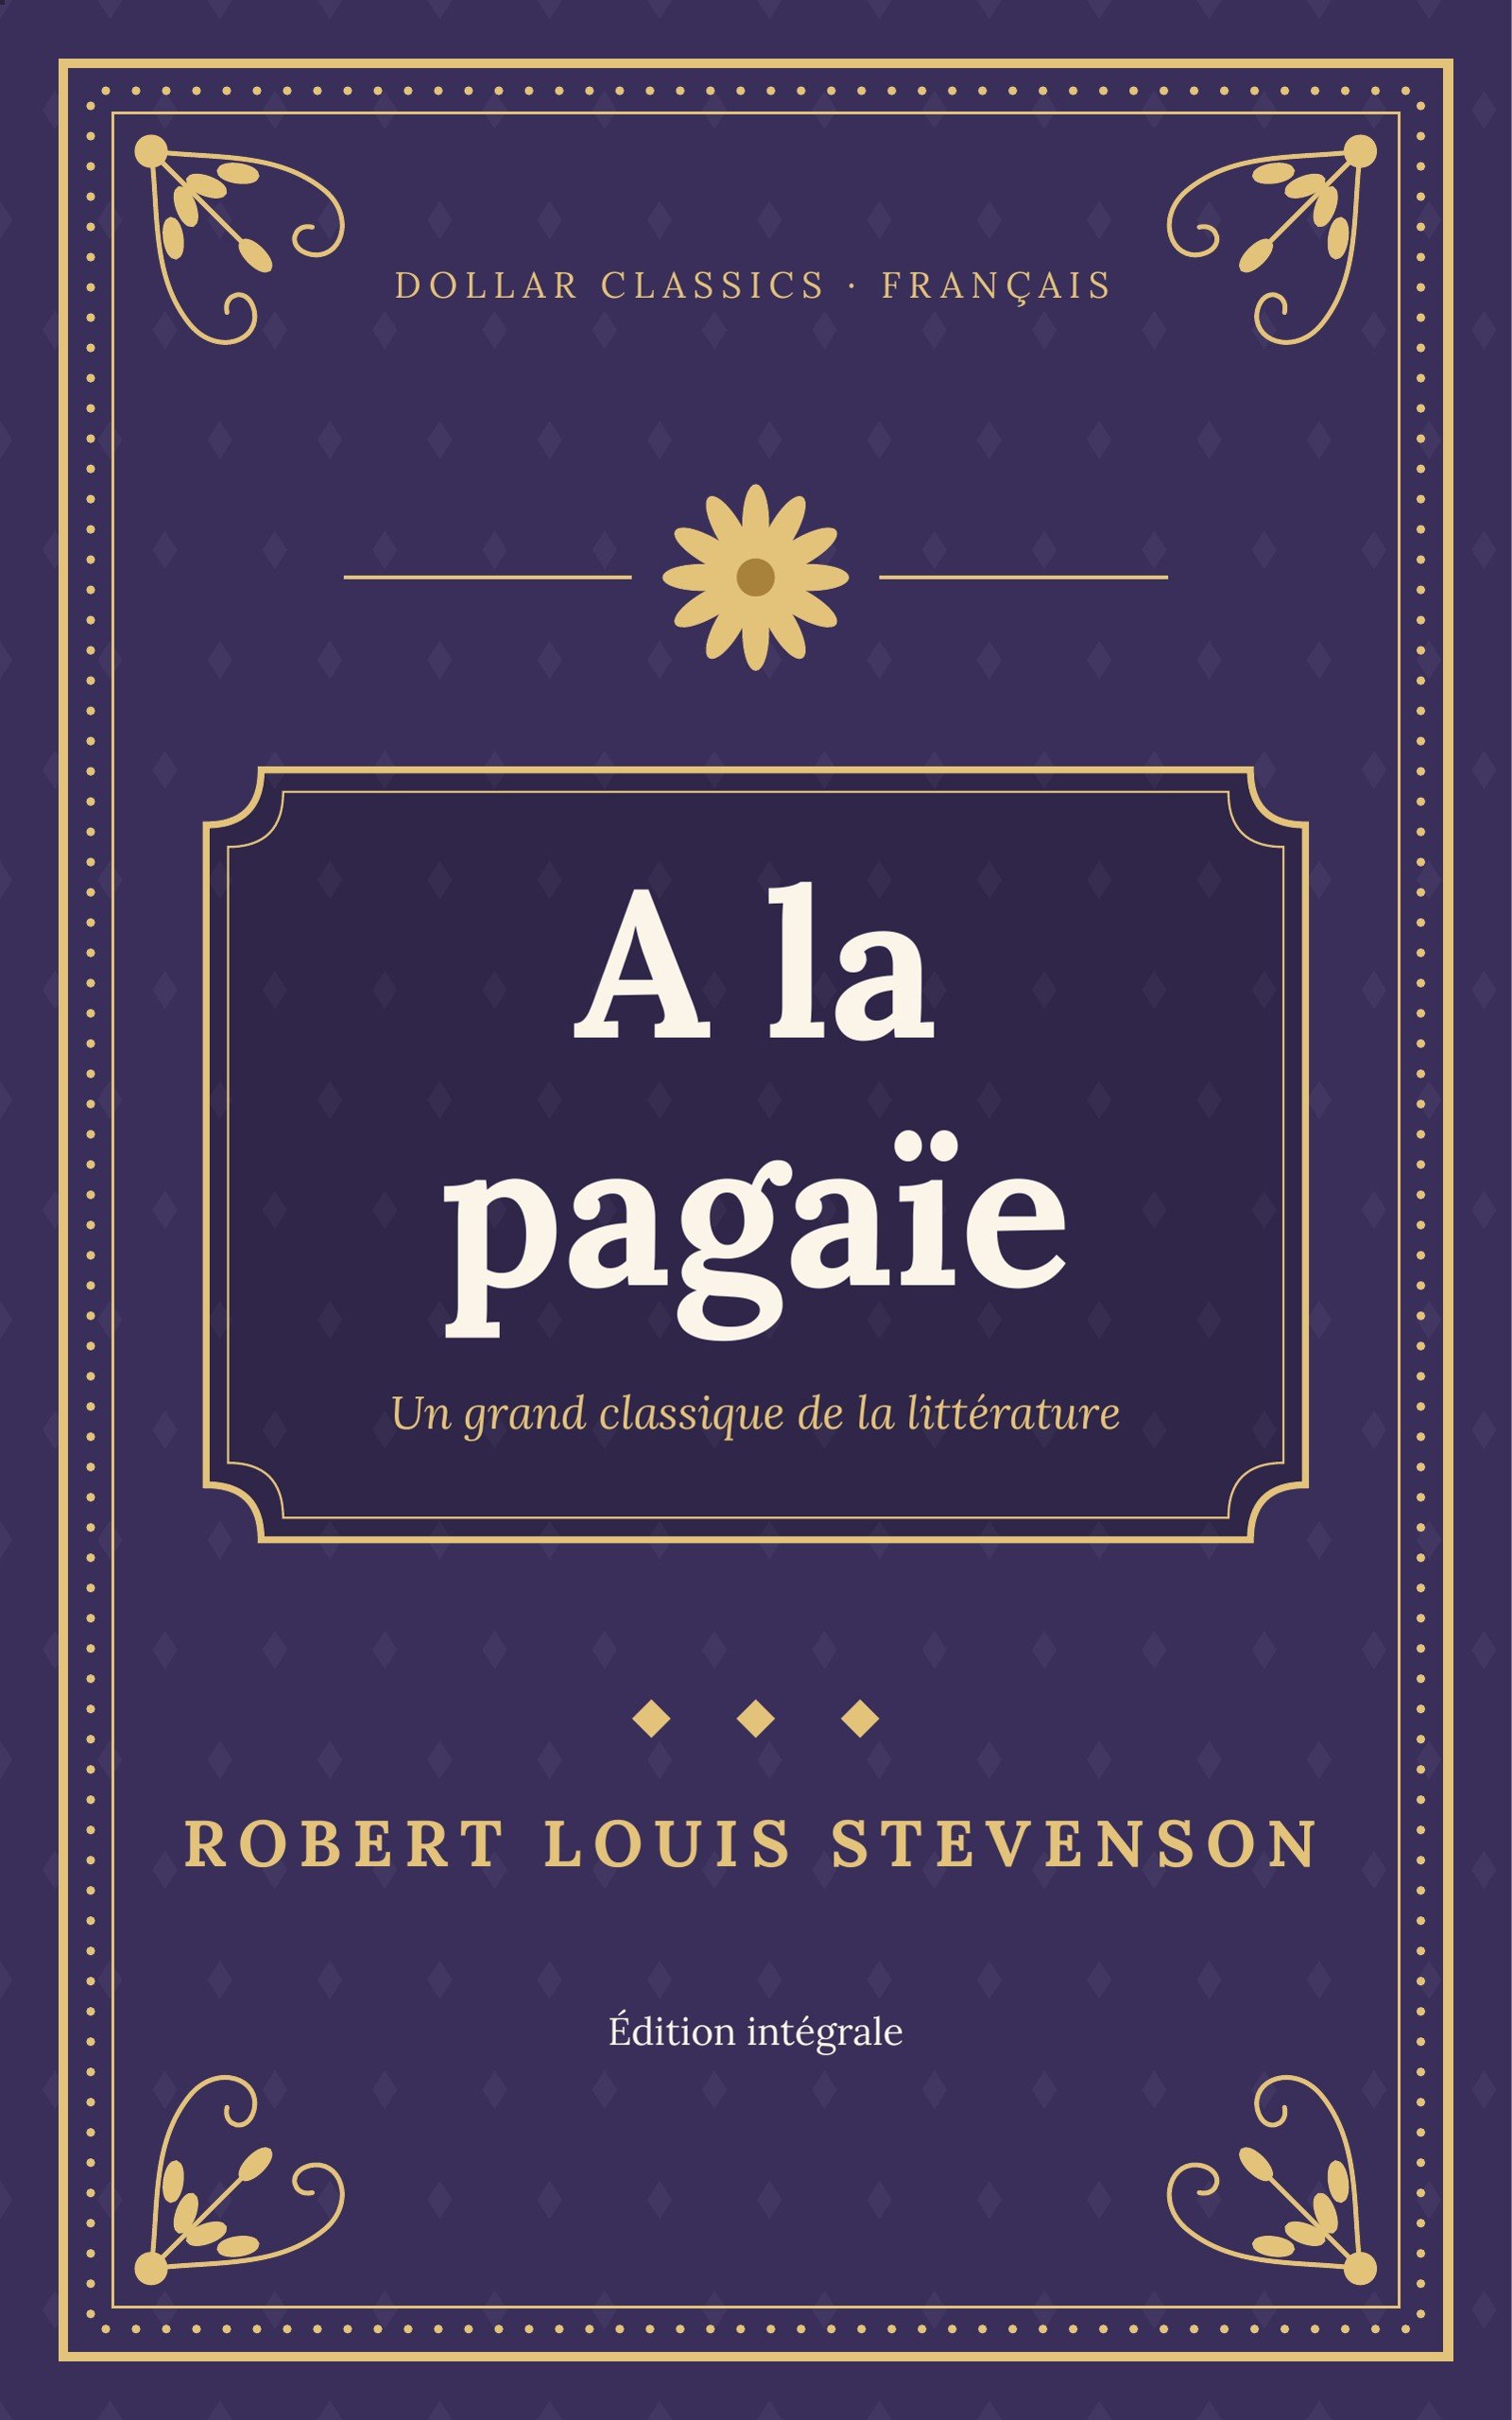 DOLLAR CLASSICS · FRANÇAIS
A la
pagaïe
Un grand classique de la littérature
ROBERT LOUIS STEVENSON
Édition intégrale